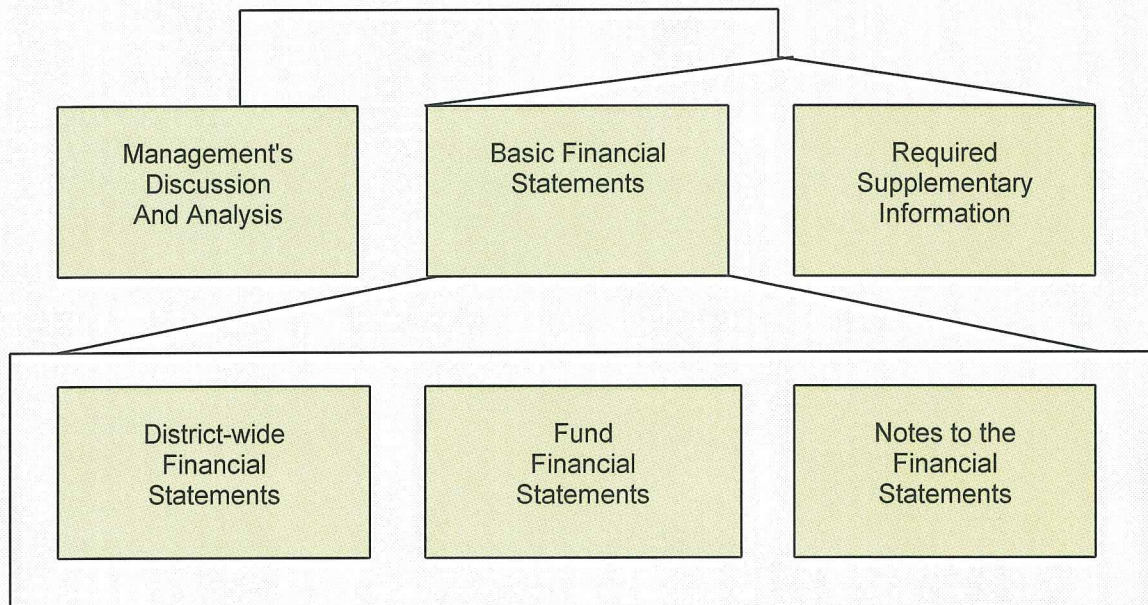 Management's
Discussion
And Analysis
Basic Financial
Statements
Required
Supplementary
Information
District-wide
Financial
Statements
Fund
Financial
Statements
Notes to the
Financial
Statements